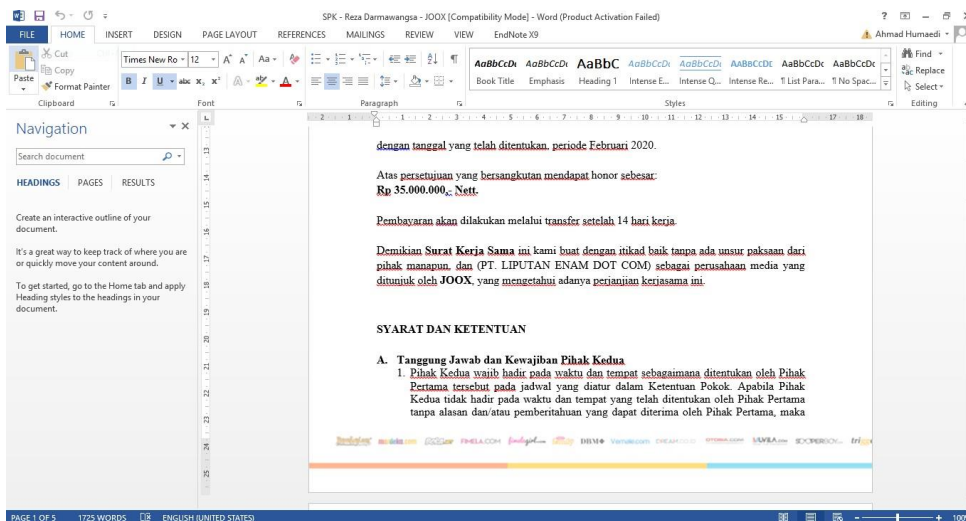 SPK - Reza Darmawangsa - JOOX [Compatibility Mode] - Word (Product Activation Failed)
FILE HOME INSERT DESIGN PAGE LAYOUT REFERENCES MAILINGS REVIEW VIEW EndNote X9
Ahmad Humaedi
Cut
Copy
Format Painter
Paste
Times New Ro 12
Find
Replace
Select
AaBbCcDc AaBbCcDc AaBbC AaBbCcDc AaBbCcDc AaBbCcDc AaBbCcDc AaBbCcDc
Book Title Emphasis Heading 1 Intense E... Intense Q... Intense Re... ¶ List Para... ¶ No Spac...
Clipboard Font Paragraph Styles Editing
Navigation
Search document
HEADINGS PAGES RESULTS
Create an interactive outline of your
document.
It's a great way to keep track of where you are
or quickly move your content around.
To get started, go to the Home tab and apply
Heading styles to the headings in your
document.
dengan tanggal yang telah ditentukan, periode Februari 2020.
Atas persetujuan yang bersangkutan mendapat honor sebesar:
Rp 35.000.000,- Nett.
Pembayaran akan dilakukan melahui transfer setelah 14 hari kerja.
Demikian Surat Kerja Sama ini kami buat dengan itikad baik tanpa ada unsur paksaan dari
pihak manapun, dan (PT. LIPUTAN ENAM DOT COM) sebagai perusahaan media yang
ditunjuk oleh JOOX, yang mengetahui adanya perjanjian kerjasama ini.
SYARAT DAN KETENTUAN
A. Tanggung Jawab dan Kewajiban Pihak Kedua
1. Pihak Kedua wajib hadir pada waktu dan tempat sebagaimana ditentukan oleh Pihak
Pertama tersebut pada jadwal yang diatur dalam Ketentuan Pokok. Apabila Pihak
Kedua tidak hadir pada waktu dan tempat yang telah ditentukan oleh Pihak Pertama
tanpa alasan dan/atau pemberitahuan yang dapat diterima oleh Pihak Pertama, maka
FIMELA.COM DBM
PAGE 1 OF 5 1725 WORDS ENGLISH (UNITED STATES)